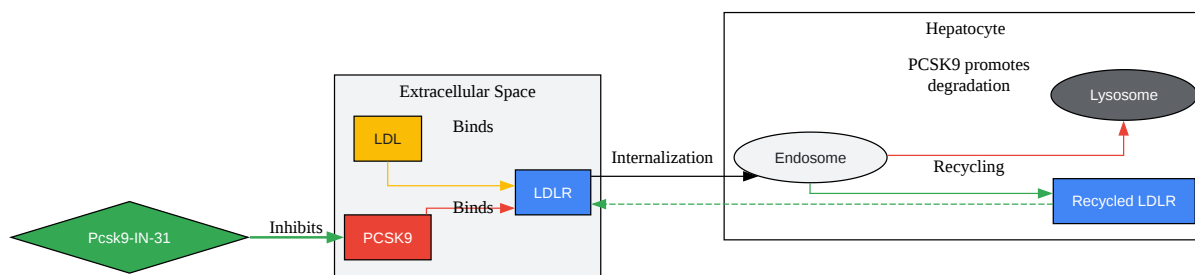 Hepatocyte
PCSK9 promotes
degradation
Lysosome
Extracellular Space
Binds
LDL
Internalization
Endosome
Recycling
LDLR
Recycled LDLR
Binds
Inhibits
Pcsk9-IN-31
PCSK9